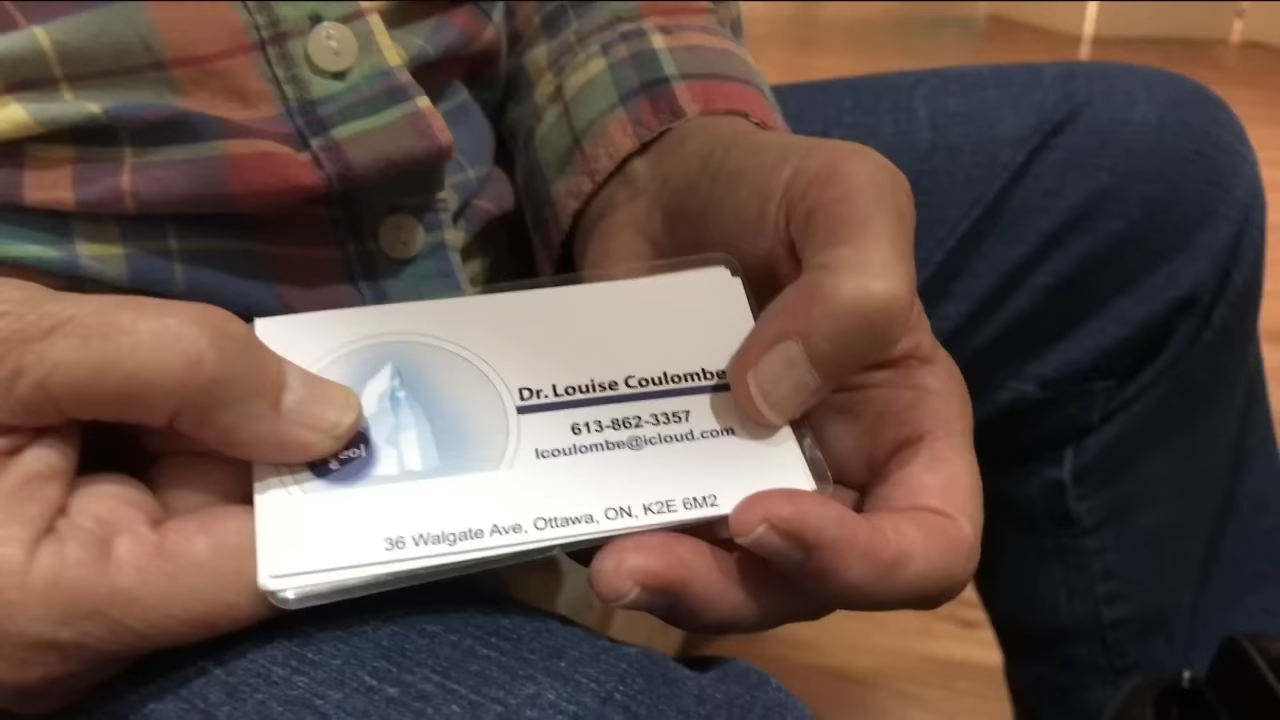 Dr. Louise Coulombe
613-862-3357
lcoulombe@icloud.com
36 Walgate Ave, Ottawa, ON, K2E 6M2